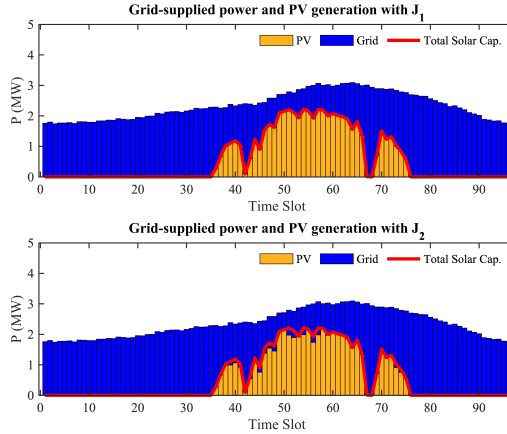 Grid-supplied power and PV generation with J1
5
4
3
2
1
0
P (MW)
PV Grid Total Solar Cap.
10 20 30 40 50 60 70 80 90
Time Slot
Grid-supplied power and PV generation with J2
5
4
3
2
1
0
P (MW)
PV Grid Total Solar Cap.
10 20 30 40 50 60 70 80 90
Time Slot